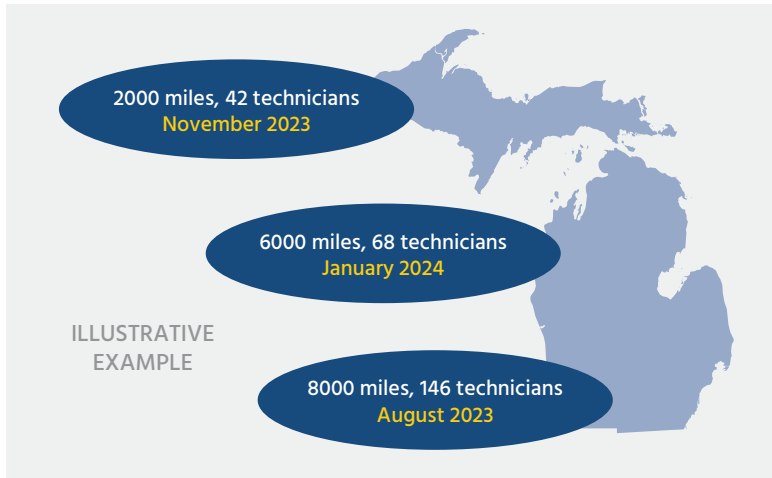 2000 miles, 42 technicians
November 2023
6000 miles, 68 technicians
January 2024
ILLUSTRATIVE
EXAMPLE
8000 miles, 146 technicians
August 2023